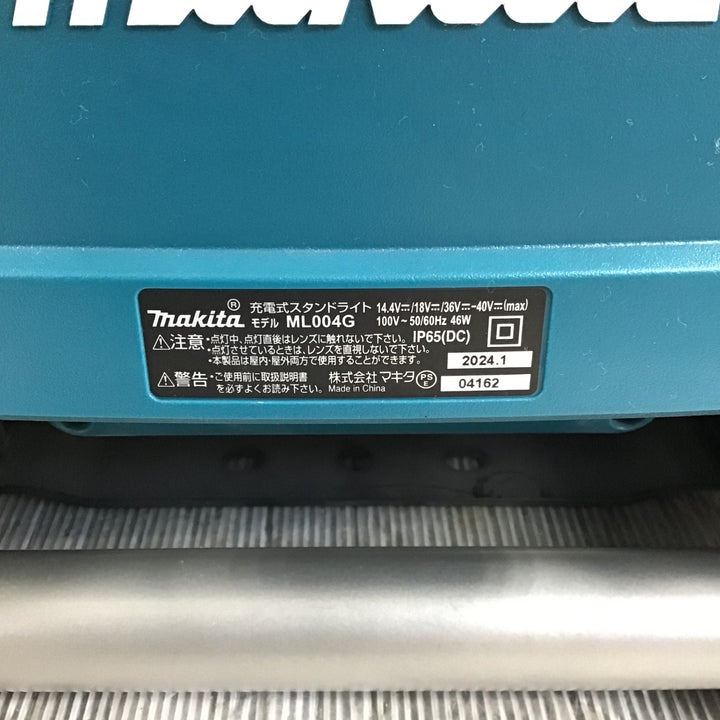 makita® 充電式スタンドライト 14.4V⎓/18V⎓/36V⎓-40V⎓(max)
モデル ML004G 100V～50/60Hz 46W
⚠注意 ・点灯中、点灯直後はレンズに触れないで下さい。 IP65(DC)
・点灯させているときは、レンズを直視しないで下さい。
・本製品は屋内・屋外両方で使用することができます。
2024.1
⚠警告 ・ご使用前に取扱説明書
を必ずよくお読み下さい。
株式会社 マキタ PSE
Made in China
04162